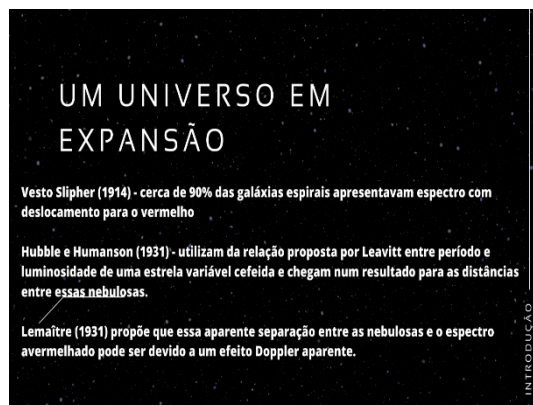 UM UNIVERSO EM
EXPANSÃO
Vesto Slipher (1914) - cerca de 90% das galáxias espirais apresentavam espectro com
deslocamento para o vermelho
Hubble e Humanson (1931) - utilizam da relação proposta por Leavitt entre período e
luminosidade de uma estrela variável cefeida e chegam num resultado para as distâncias
entre essas nebulosas.
Lemaître (1931) propõe que essa aparente separação entre as nebulosas e o espectro
avermelhado pode ser devido a um efeito Doppler aparente.
INTRODUÇÃO